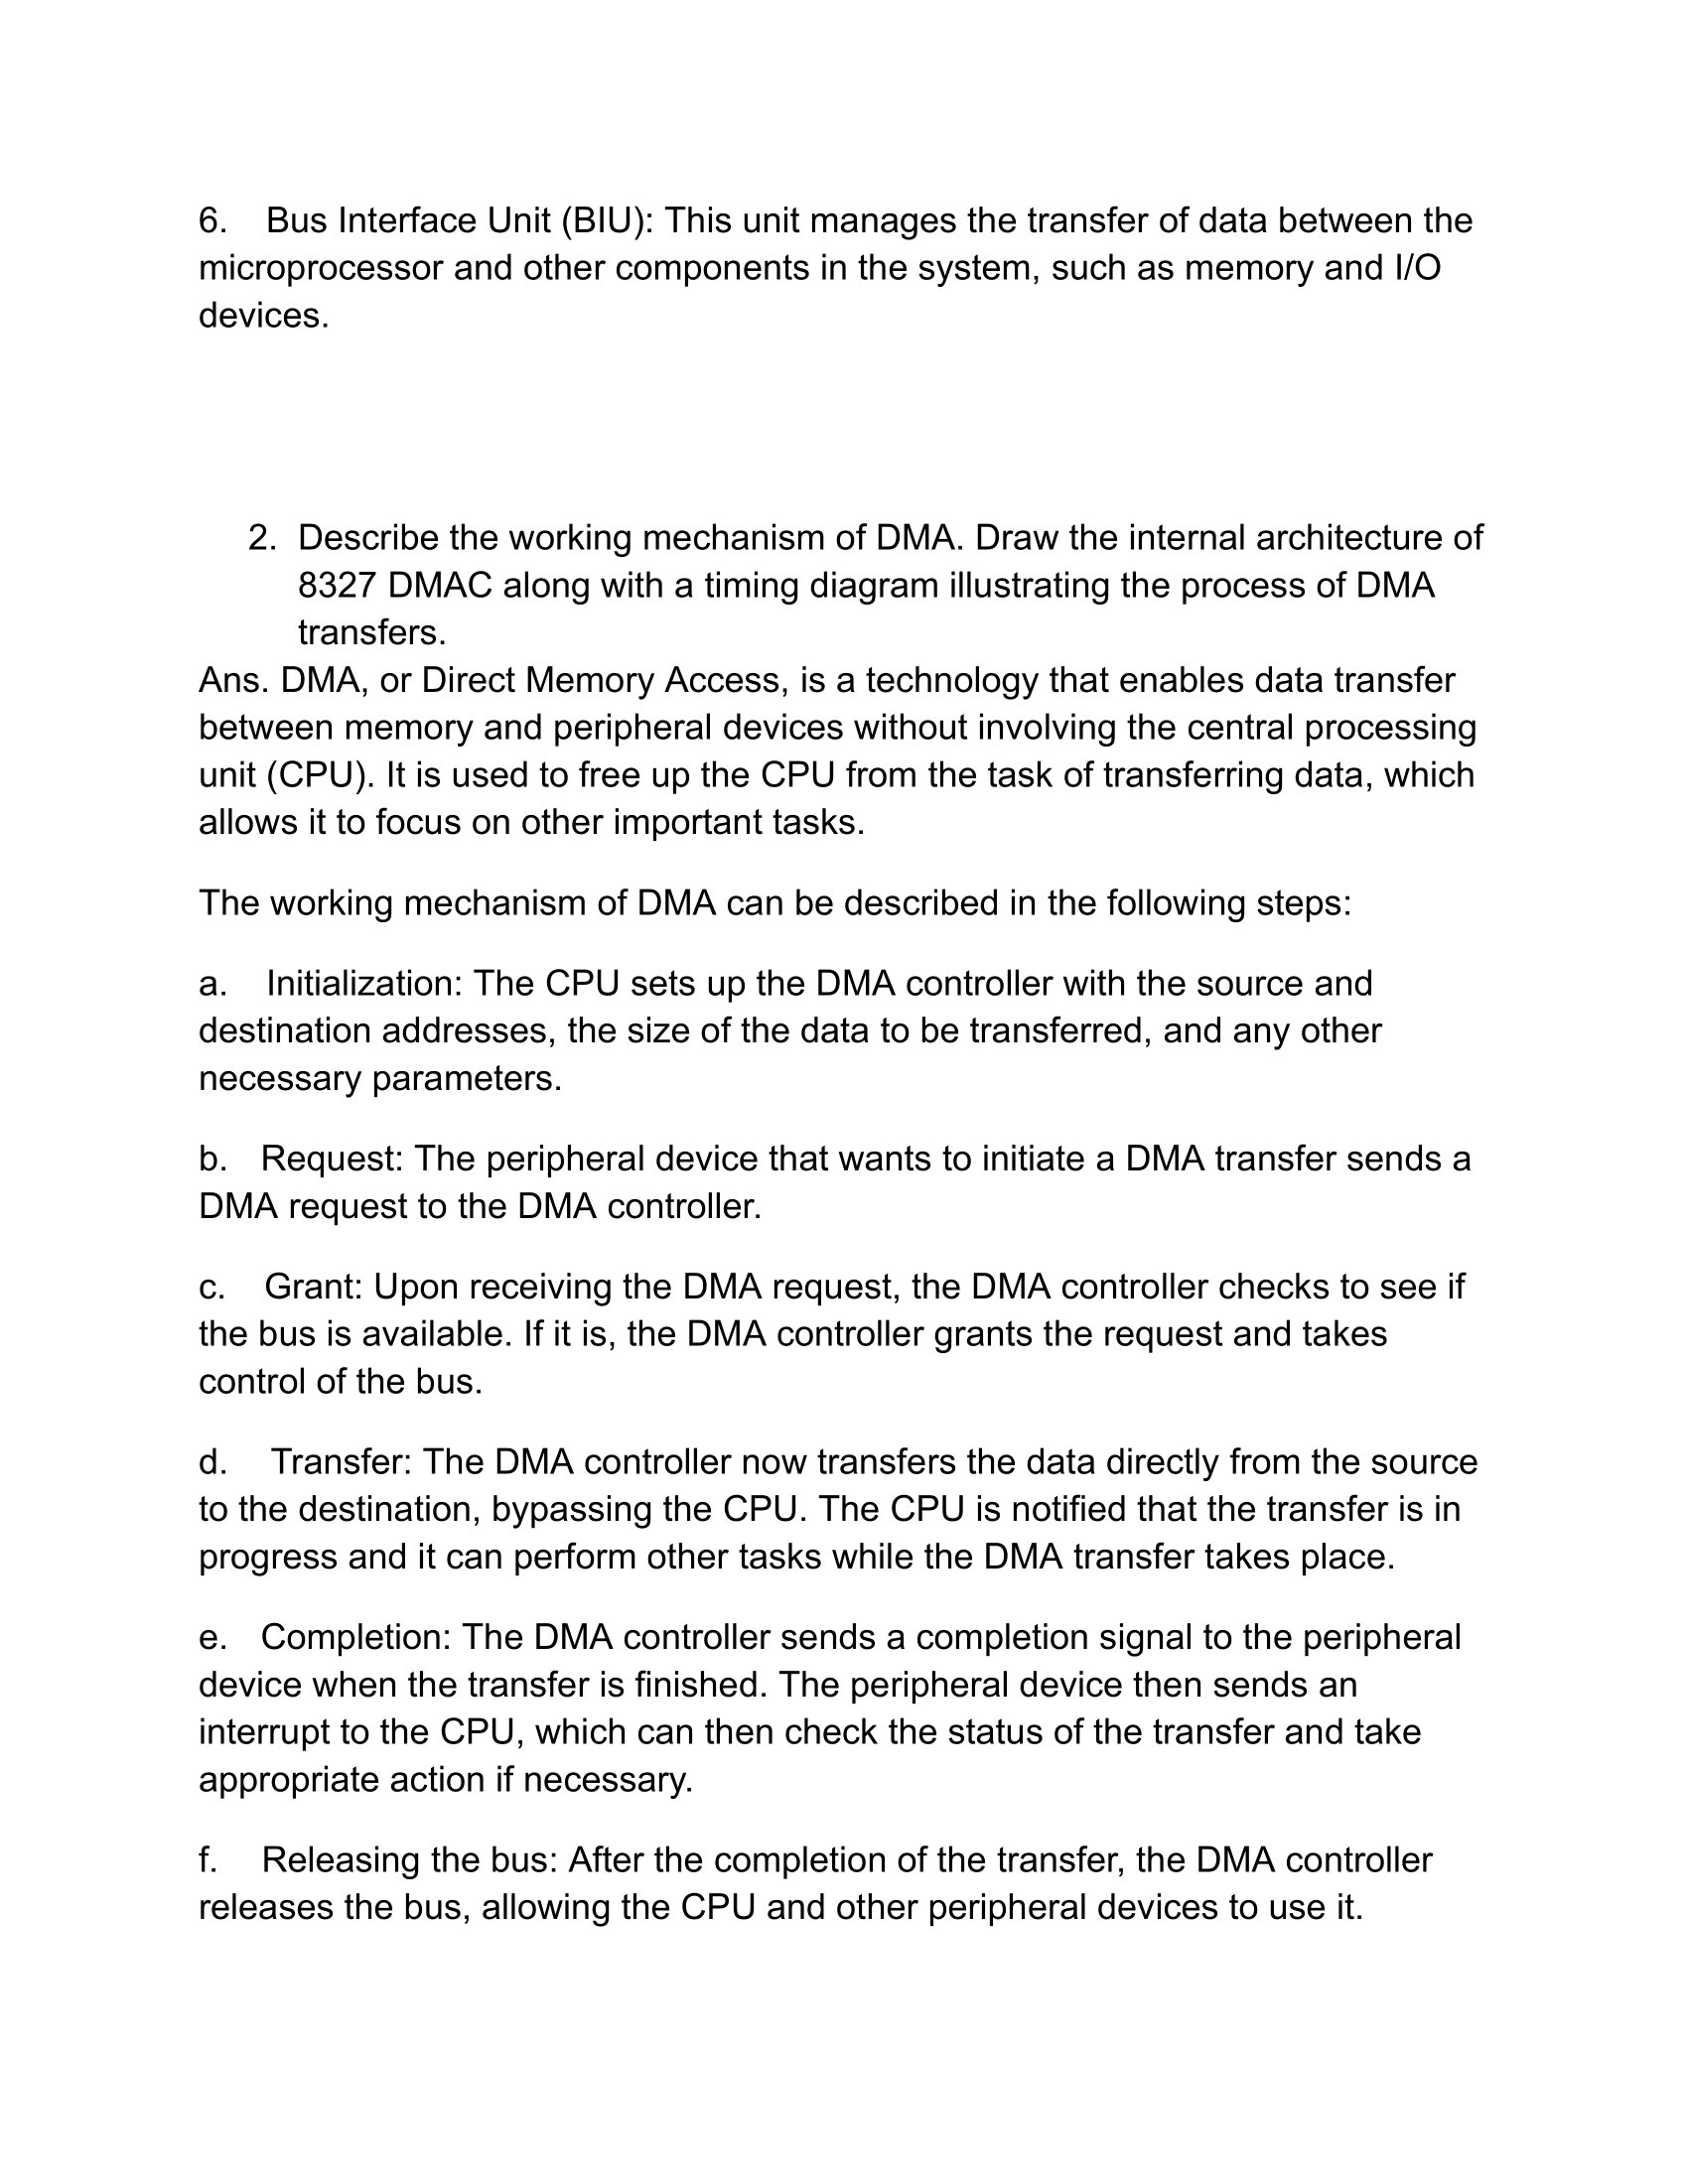 6. Bus Interface Unit (BIU): This unit manages the transfer of data between the
microprocessor and other components in the system, such as memory and I/O
devices.
2. Describe the working mechanism of DMA. Draw the internal architecture of
8327 DMAC along with a timing diagram illustrating the process of DMA
transfers.
Ans. DMA, or Direct Memory Access, is a technology that enables data transfer
between memory and peripheral devices without involving the central processing
unit (CPU). It is used to free up the CPU from the task of transferring data, which
allows it to focus on other important tasks.
The working mechanism of DMA can be described in the following steps:
a. Initialization: The CPU sets up the DMA controller with the source and
destination addresses, the size of the data to be transferred, and any other
necessary parameters.
b. Request: The peripheral device that wants to initiate a DMA transfer sends a
DMA request to the DMA controller.
c. Grant: Upon receiving the DMA request, the DMA controller checks to see if
the bus is available. If it is, the DMA controller grants the request and takes
control of the bus.
d. Transfer: The DMA controller now transfers the data directly from the source
to the destination, bypassing the CPU. The CPU is notified that the transfer is in
progress and it can perform other tasks while the DMA transfer takes place.
e. Completion: The DMA controller sends a completion signal to the peripheral
device when the transfer is finished. The peripheral device then sends an
interrupt to the CPU, which can then check the status of the transfer and take
appropriate action if necessary.
f. Releasing the bus: After the completion of the transfer, the DMA controller
releases the bus, allowing the CPU and other peripheral devices to use it.